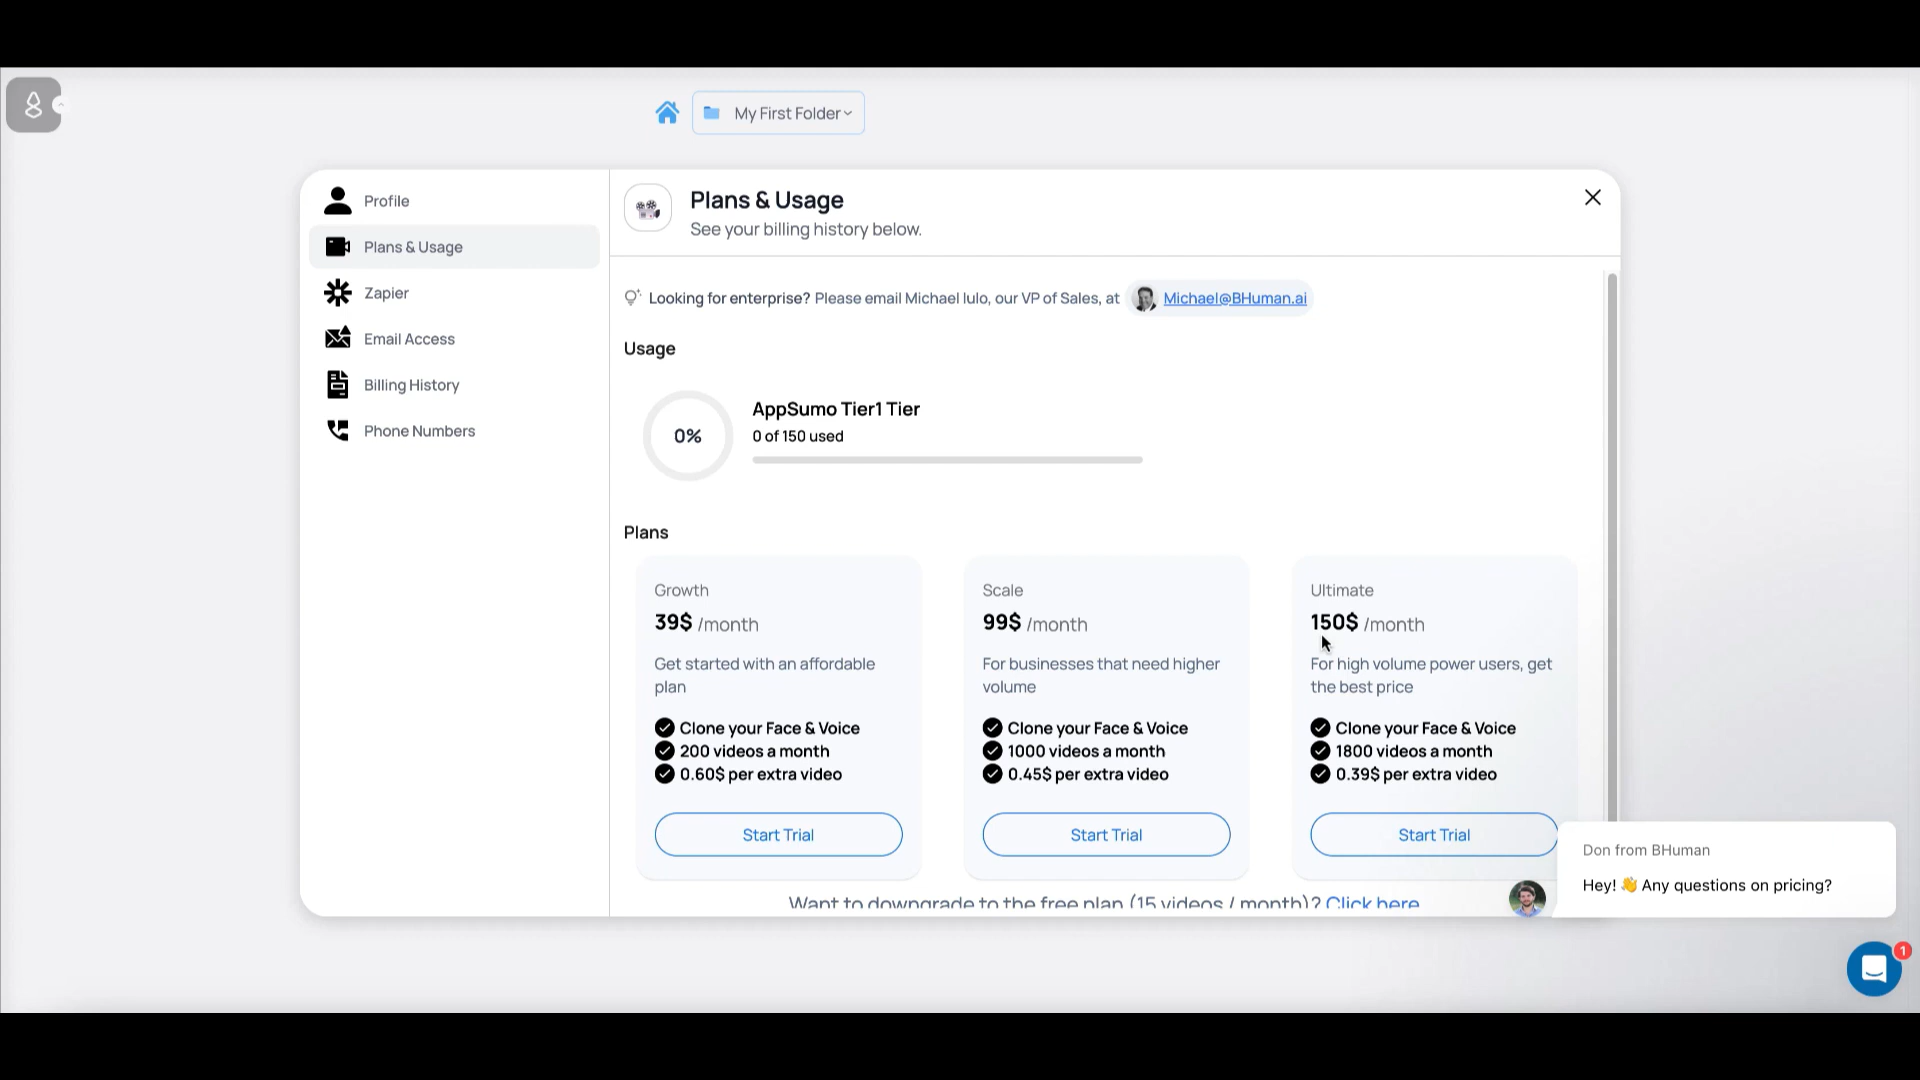 My First Folder
Profile
Plans & Usage
Zapier
Email Access
Billing History
Phone Numbers
Plans & Usage
See your billing history below.
Looking for enterprise? Please email Michael Iulo, our VP of Sales, at Michael@BHuman.ai
Usage
0%
AppSumo Tier1 Tier
0 of 150 used
Plans
Growth
39$ /month
Get started with an affordable
plan
Clone your Face & Voice
200 videos a month
0.60$ per extra video
Start Trial
Scale
99$ /month
For businesses that need higher
volume
Clone your Face & Voice
1000 videos a month
0.45$ per extra video
Start Trial
Ultimate
150$ /month
For high volume power users, get
the best price
Clone your Face & Voice
1800 videos a month
0.39$ per extra video
Start Trial
Want to downgrade to the free plan (15 videos / month)? Click here
Don from BHuman
Hey! 👋 Any questions on pricing?
1